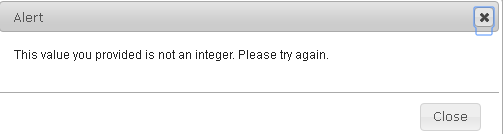 Alert
This value you provided is not an integer. Please try again.
Close